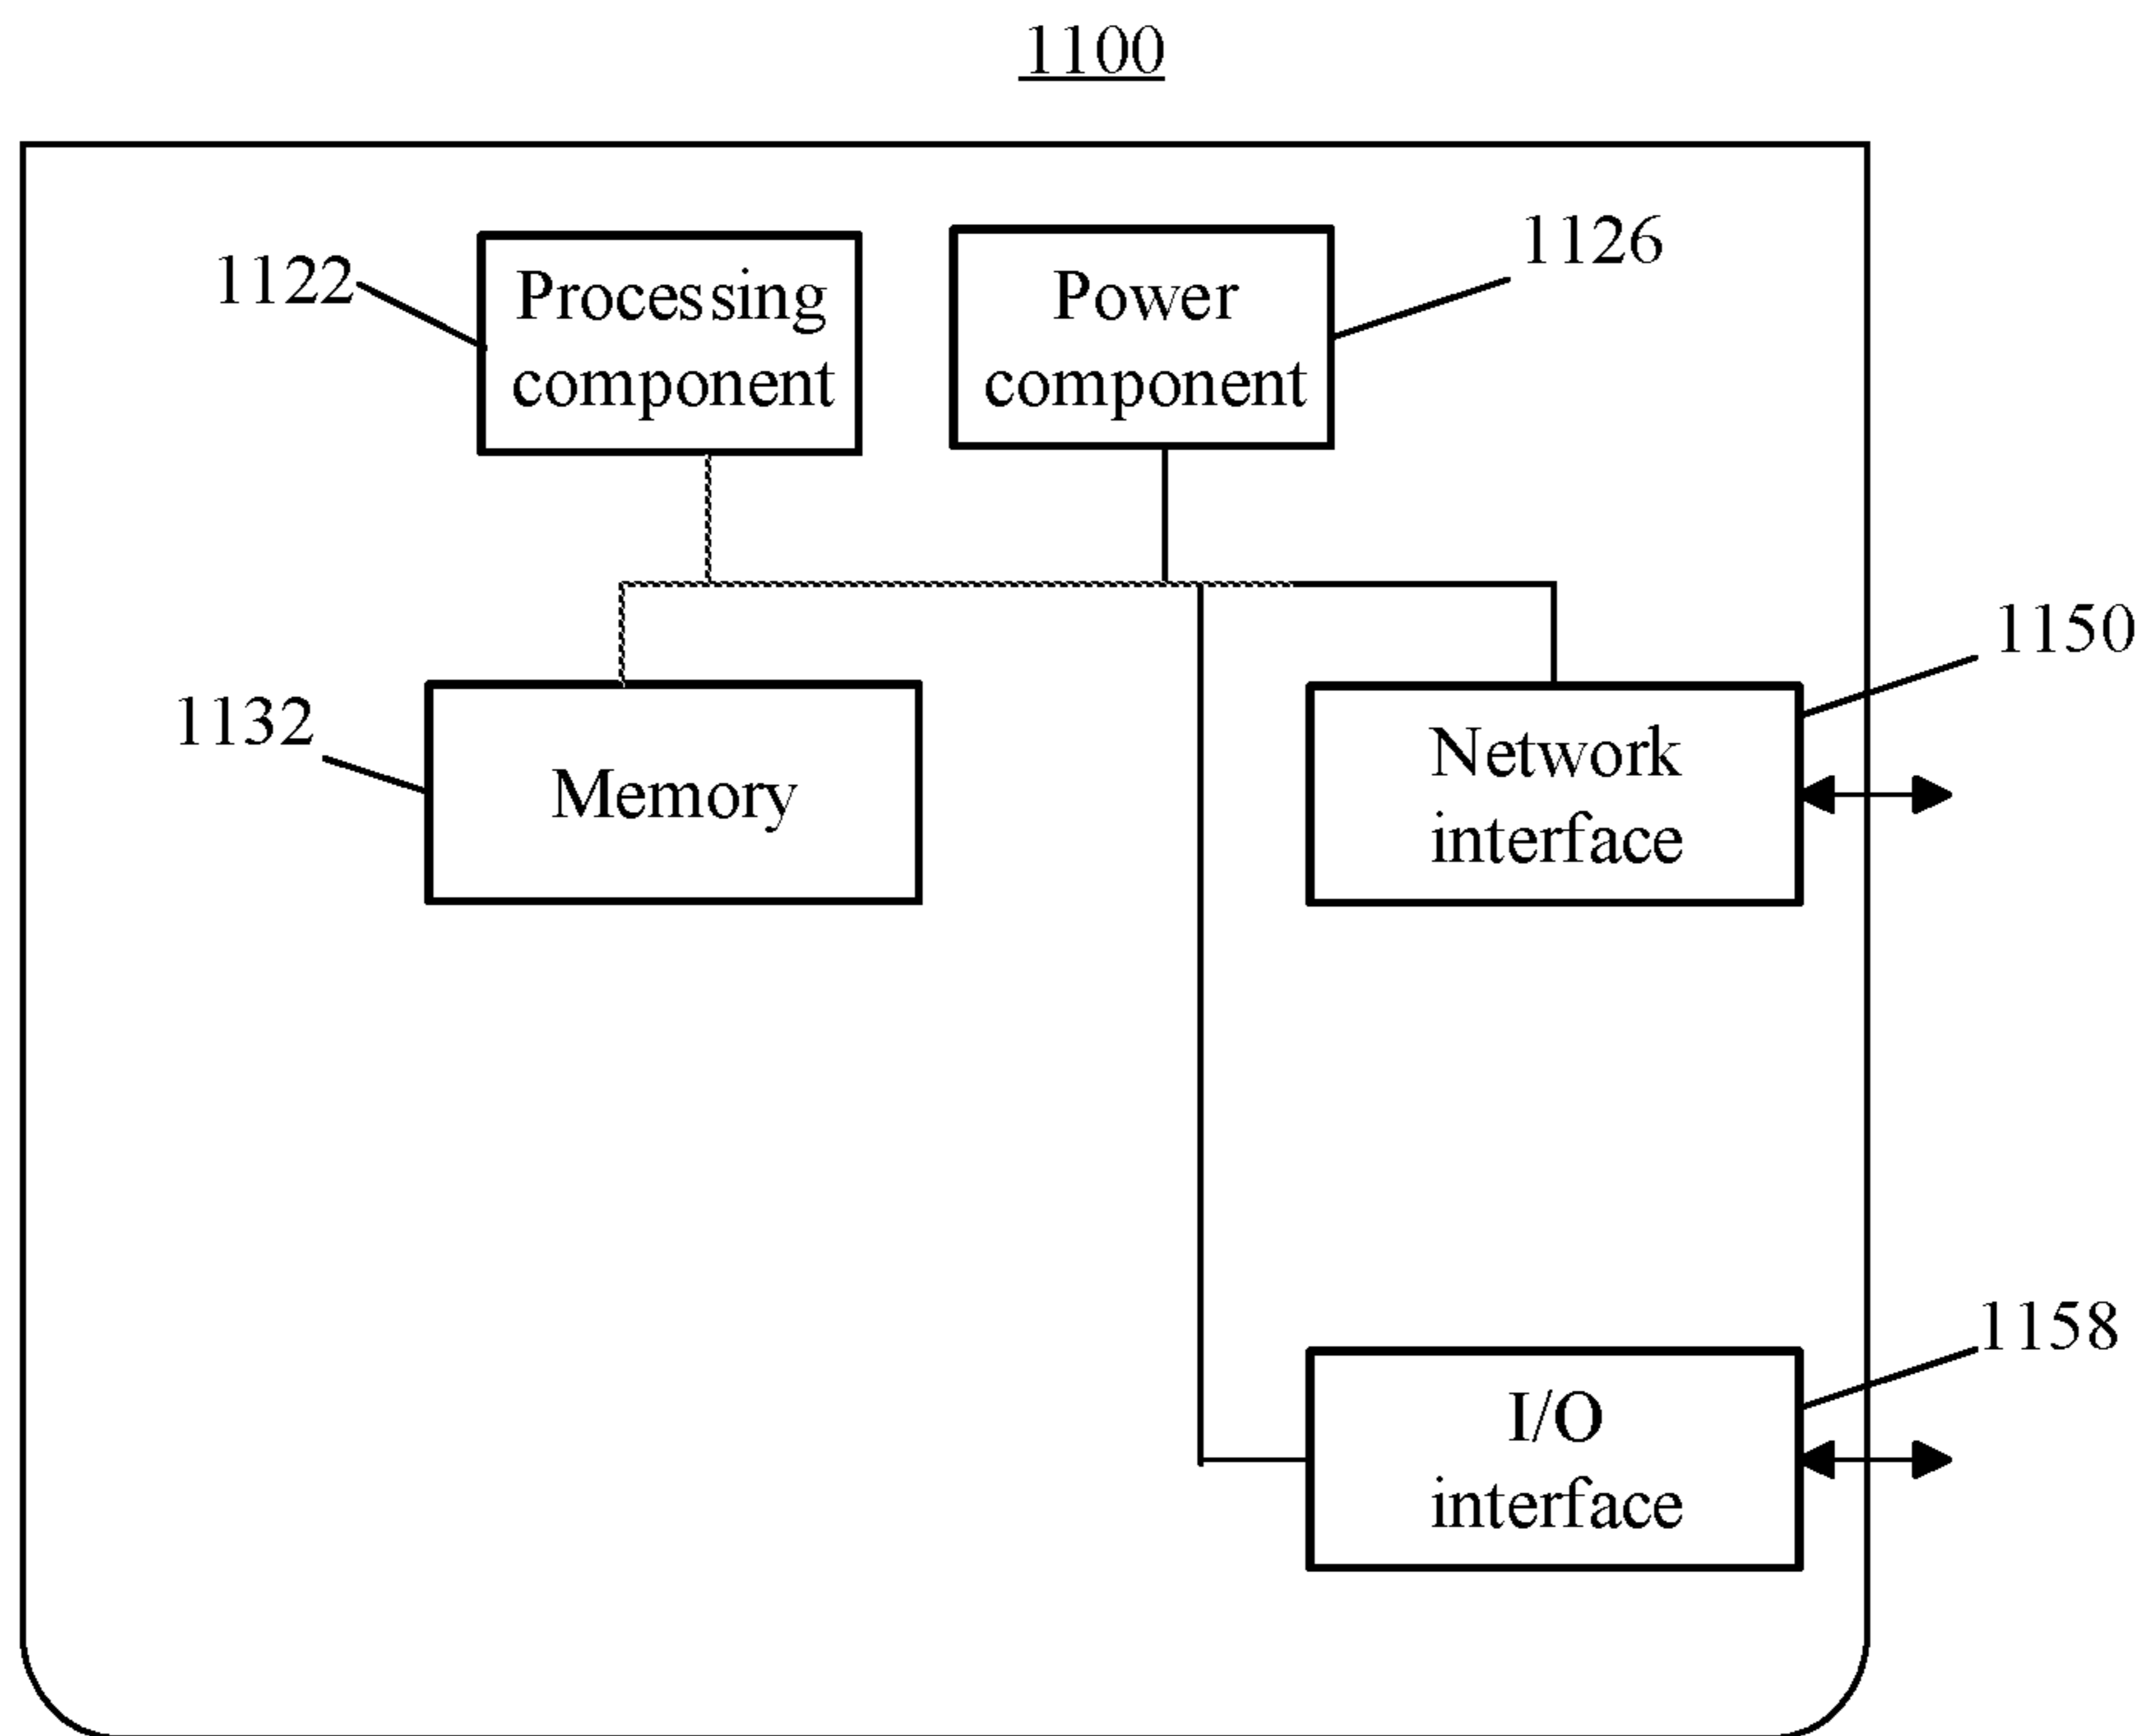 1100
1122
Processing
component
Power
component
1126
1132
Memory
Network
interface
1150
I/O
interface
1158